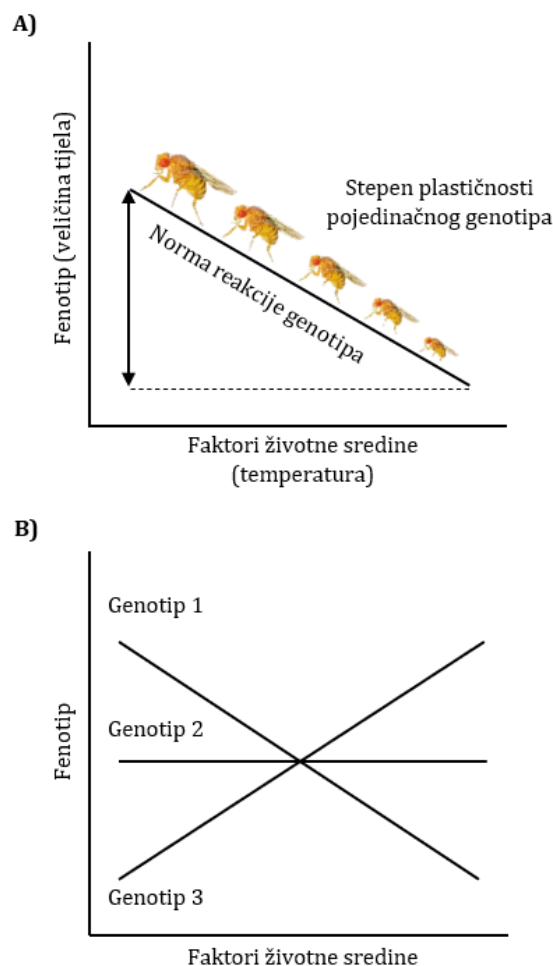 A)
Fenotip (veličina tijela)
Stepen plastičnosti
pojedinačnog genotipa
Norma reakcije genotipa
Faktori životne sredine
(temperatura)
B)
Fenotip
Genotip 1
Genotip 2
Genotip 3
Faktori životne sredine